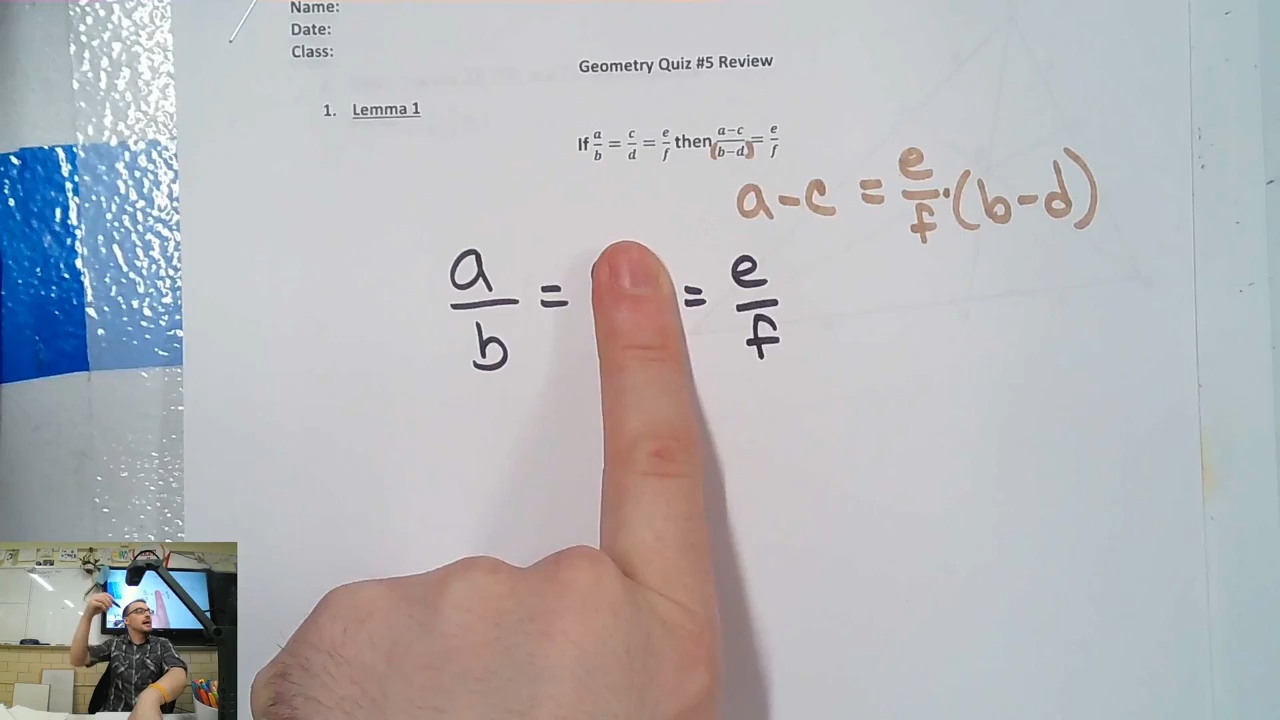 Name:
Date:
Class:
Geometry Quiz #5 Review
1. Lemma 1
If a/b = c/d = e/f then a−c/(b−d) = e/f
a-c = e/f·(b-d)
a/b = = e/f